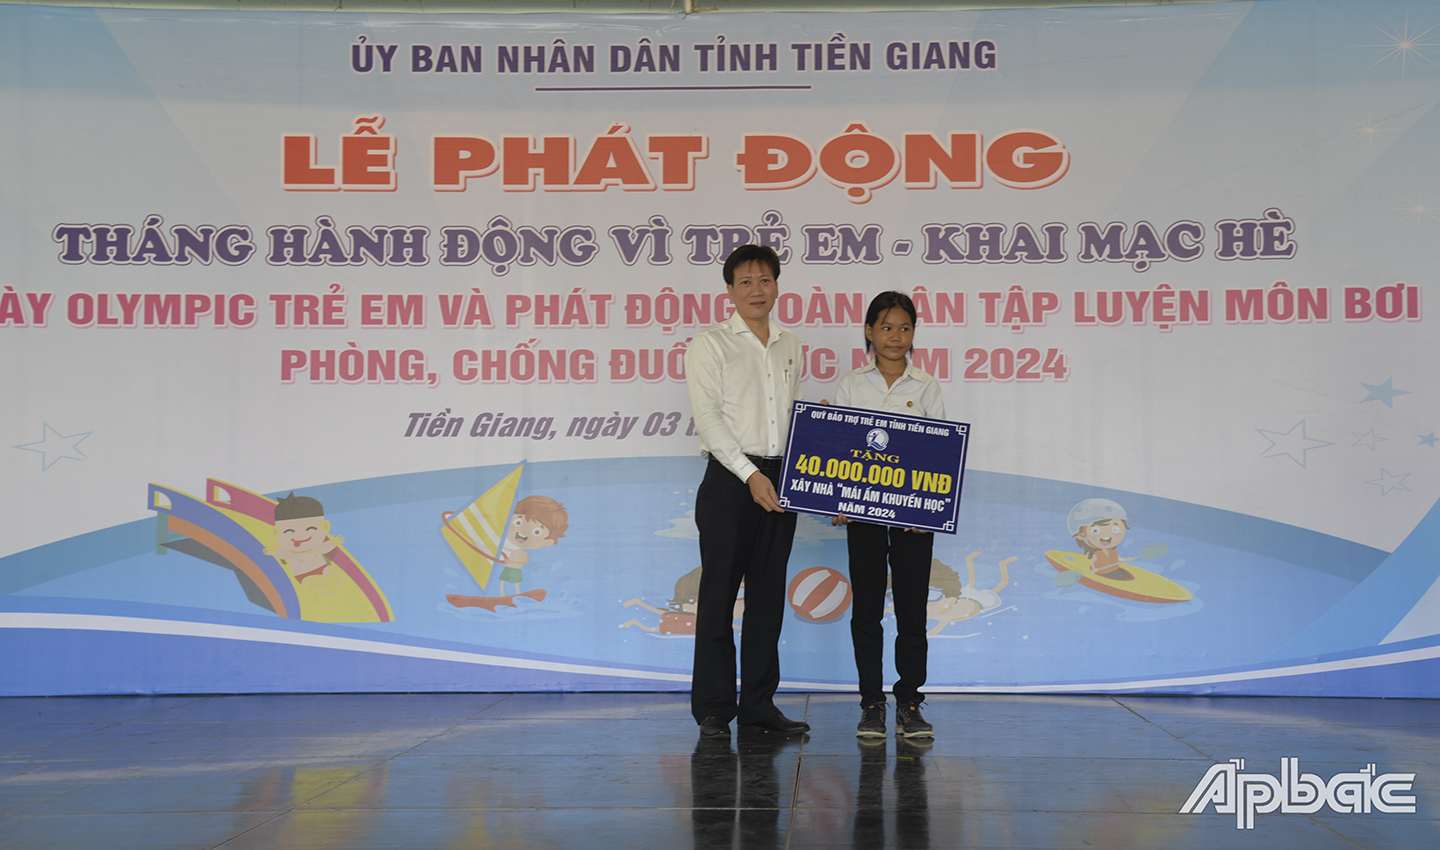 ỦY BAN NHÂN DÂN TỈNH TIỀN GIANG
LỄ PHÁT ĐỘNG
THÁNG HÀNH ĐỘNG VÌ TRẺ EM - KHAI MẠC HÈ
ÀY OLYMPIC TRẺ EM VÀ PHÁT ĐỘNG TẬP LUYỆN MÔN BƠI
PHÒNG, CHỐNG NĂM 2024
Tiền Giang, ngày 03
QUỸ BẢO TRỢ TRẺ EM TỈNH TIỀN GIANG
TẶNG
40.000.000 VNĐ
XÂY NHÀ "MÁI ẤM KHUYẾN HỌC"
NĂM 2024
Apbac